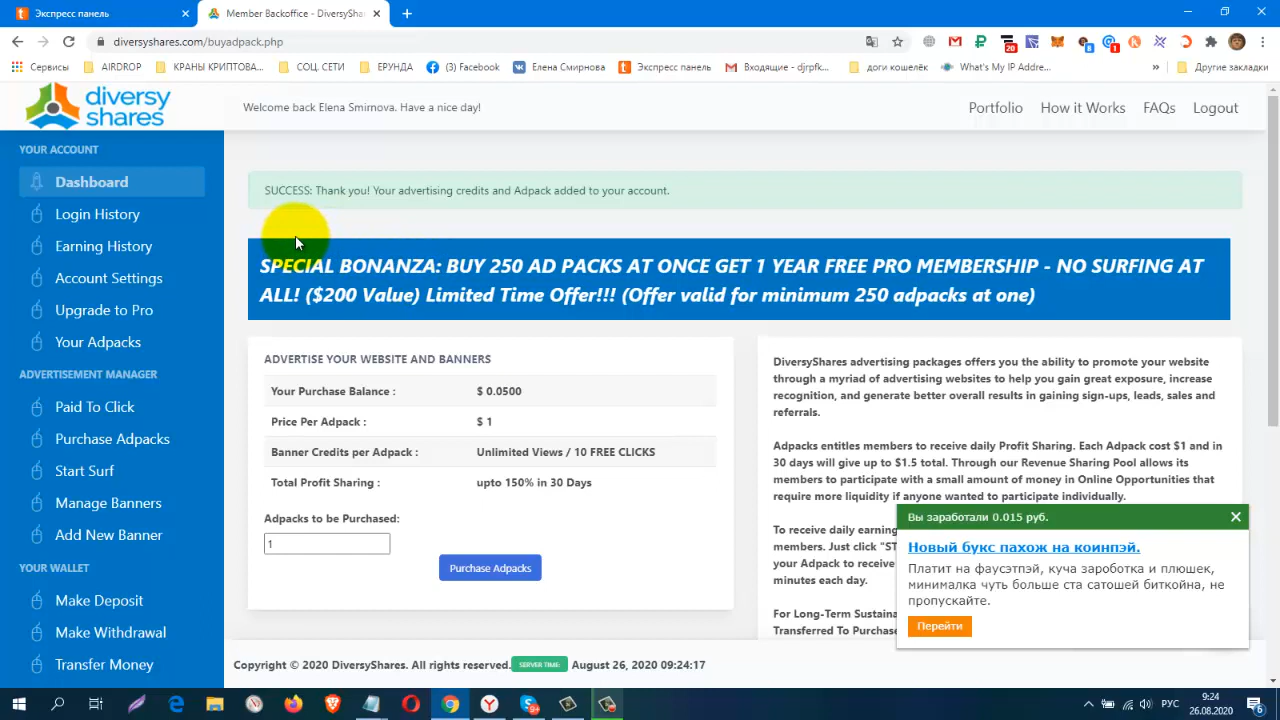 Экспресс панель
Member Backoffice - DiversySha
diversyshares.com/buyadpack.php
20
8
1
Сервисы
AIRDROP
КРАНЫ КРИПТОВА...
СОЦ. СЕТИ
ЕРУНДА
(3) Facebook
Елена Смирнова
Экспресс панель
Входящие - djrpfk...
доги кошелёк
What's My IP Addre...
»
Другие закладки
diversy
shares
Welcome back Elena Smirnova. Have a nice day!
Portfolio
How it Works
FAQs
Logout
YOUR ACCOUNT
Dashboard
Login History
Earning History
Account Settings
Upgrade to Pro
Your Adpacks
ADVERTISEMENT MANAGER
Paid To Click
Purchase Adpacks
Start Surf
Manage Banners
Add New Banner
YOUR WALLET
Make Deposit
Make Withdrawal
Transfer Money
SUCCESS: Thank you! Your advertising credits and Adpack added to your account.
SPECIAL BONANZA: BUY 250 AD PACKS AT ONCE GET 1 YEAR FREE PRO MEMBERSHIP - NO SURFING AT
ALL! ($200 Value) Limited Time Offer!!! (Offer valid for minimum 250 adpacks at one)
ADVERTISE YOUR WEBSITE AND BANNERS
Your Purchase Balance : $ 0.0500
Price Per Adpack : $ 1
Banner Credits per Adpack : Unlimited Views / 10 FREE CLICKS
Total Profit Sharing : upto 150% in 30 Days
Adpacks to be Purchased:
1
Purchase Adpacks
DiversyShares advertising packages offers you the ability to promote your website
through a myriad of advertising websites to help you gain great exposure, increase
recognition, and generate better overall results in gaining sign-ups, leads, sales and
referrals.
Adpacks entitles members to receive daily Profit Sharing. Each Adpack cost $1 and in
30 days will give up to $1.5 total. Through our Revenue Sharing Pool allows its
members to participate with a small amount of money in Online Opportunities that
require more liquidity if anyone wanted to participate individually.
To receive daily earning
members. Just click "ST
your Adpack to receive
minutes each day.
For Long-Term Sustaina
Transferred To Purchase
Вы заработали 0.015 руб.
Новый букс пахож на коинпэй.
Платит на фаусэтпэй, куча зароботка и плюшек,
минималка чуть больше ста сатошей биткойна, не
пропускайте.
Перейти
Copyright © 2020 DiversyShares. All rights reserved. SERVER TIME: August 26, 2020 09:24:17
9+
РУС
9:24
26.08.2020
6